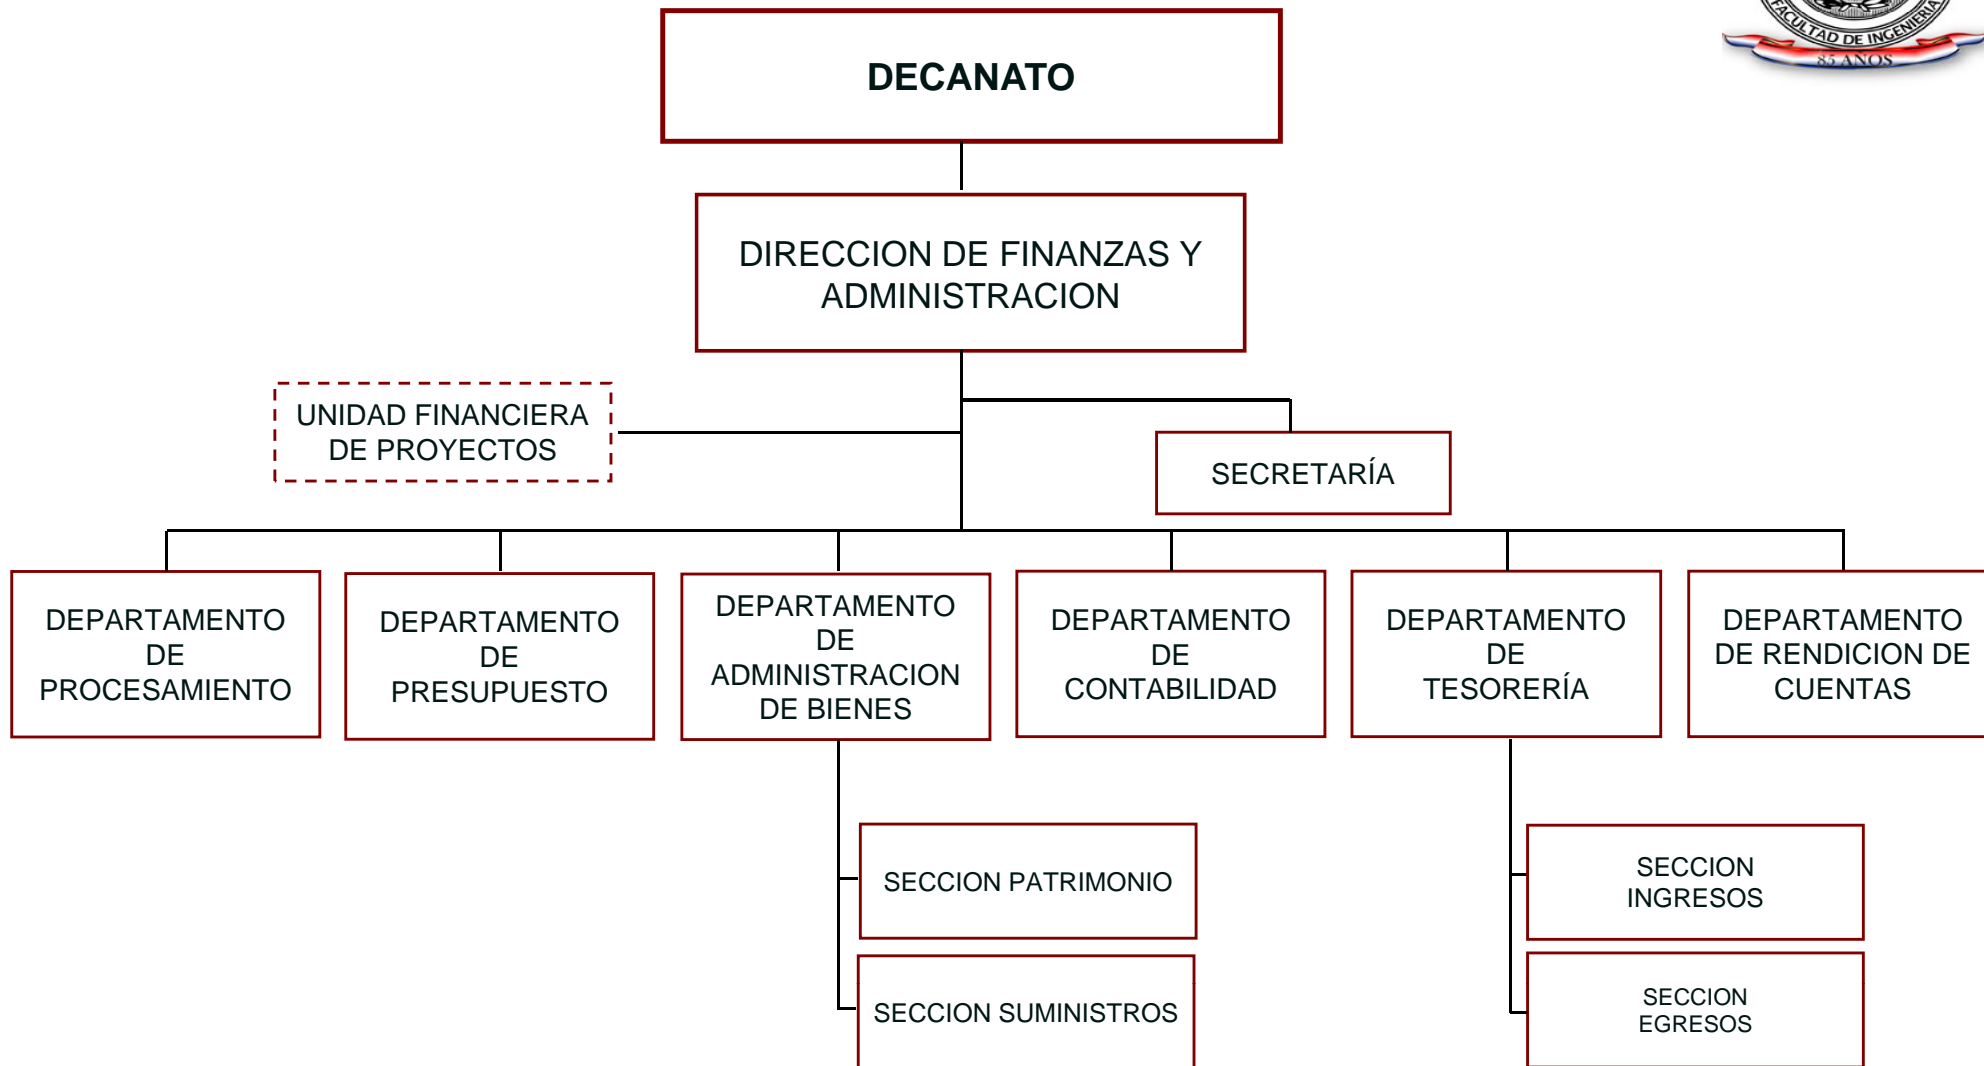 FACULTAD DE INGENIERIA
85 AÑOS
DECANATO
DIRECCION DE FINANZAS Y
ADMINISTRACION
UNIDAD FINANCIERA
DE PROYECTOS
SECRETARÍA
DEPARTAMENTO
DE
PROCESAMIENTO
DEPARTAMENTO
DE
PRESUPUESTO
DEPARTAMENTO
DE
ADMINISTRACION
DE BIENES
DEPARTAMENTO
DE
CONTABILIDAD
DEPARTAMENTO
DE
TESORERÍA
DEPARTAMENTO
DE RENDICION DE
CUENTAS
SECCION PATRIMONIO
SECCION SUMINISTROS
SECCION
INGRESOS
SECCION
EGRESOS